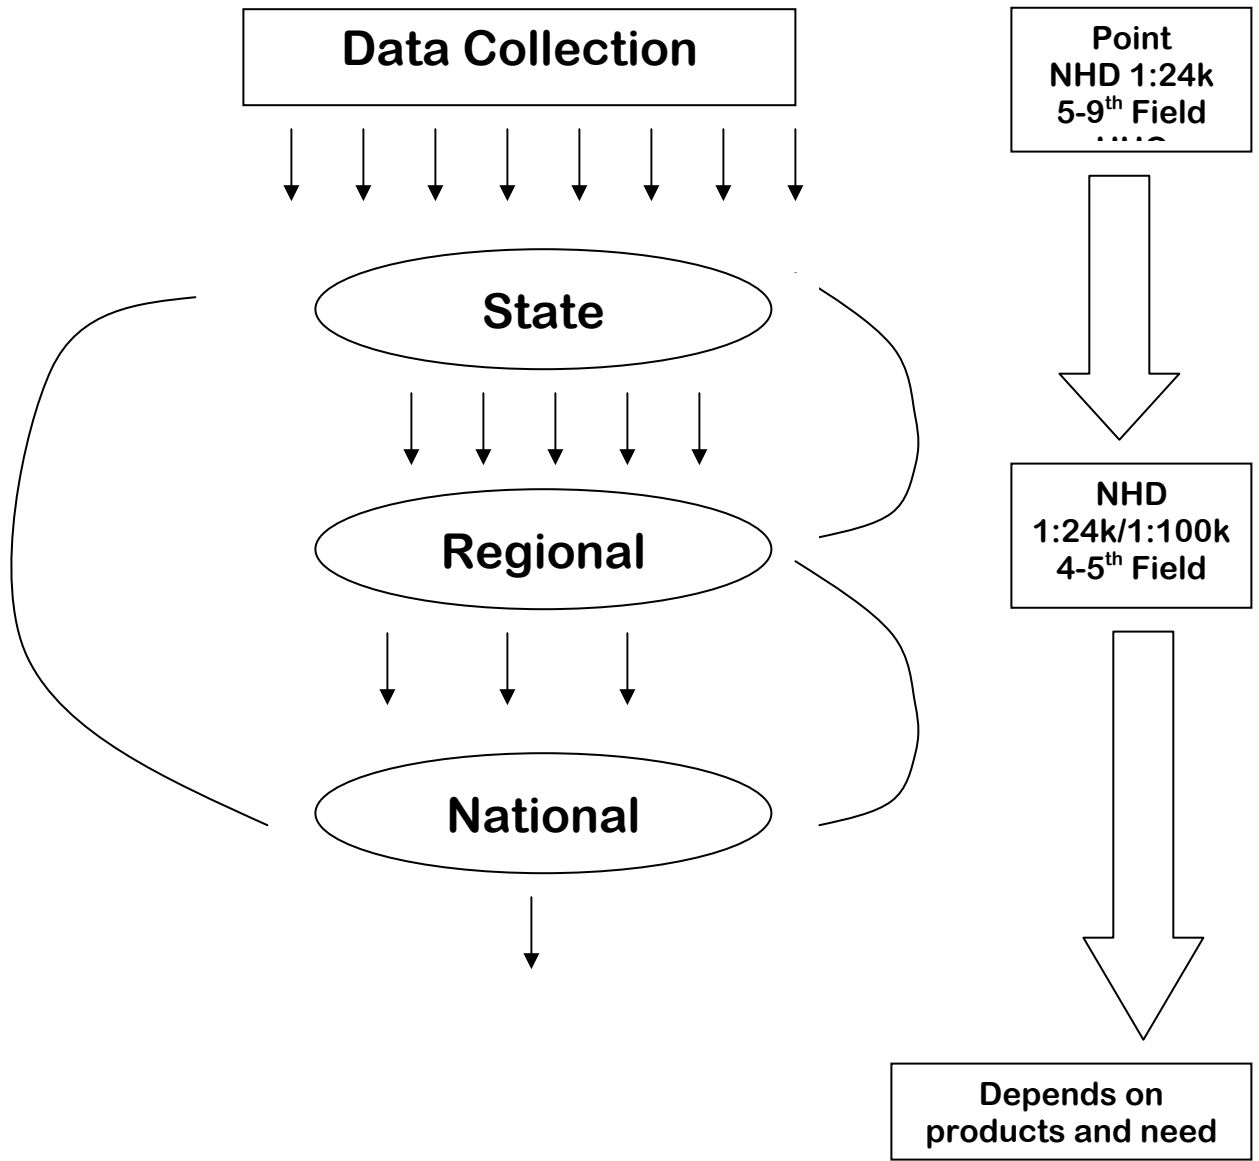 Data Collection
Point
NHD 1:24k
5-9th Field
State
Regional
NHD
1:24k/1:100k
4-5th Field
National
Depends on
products and need